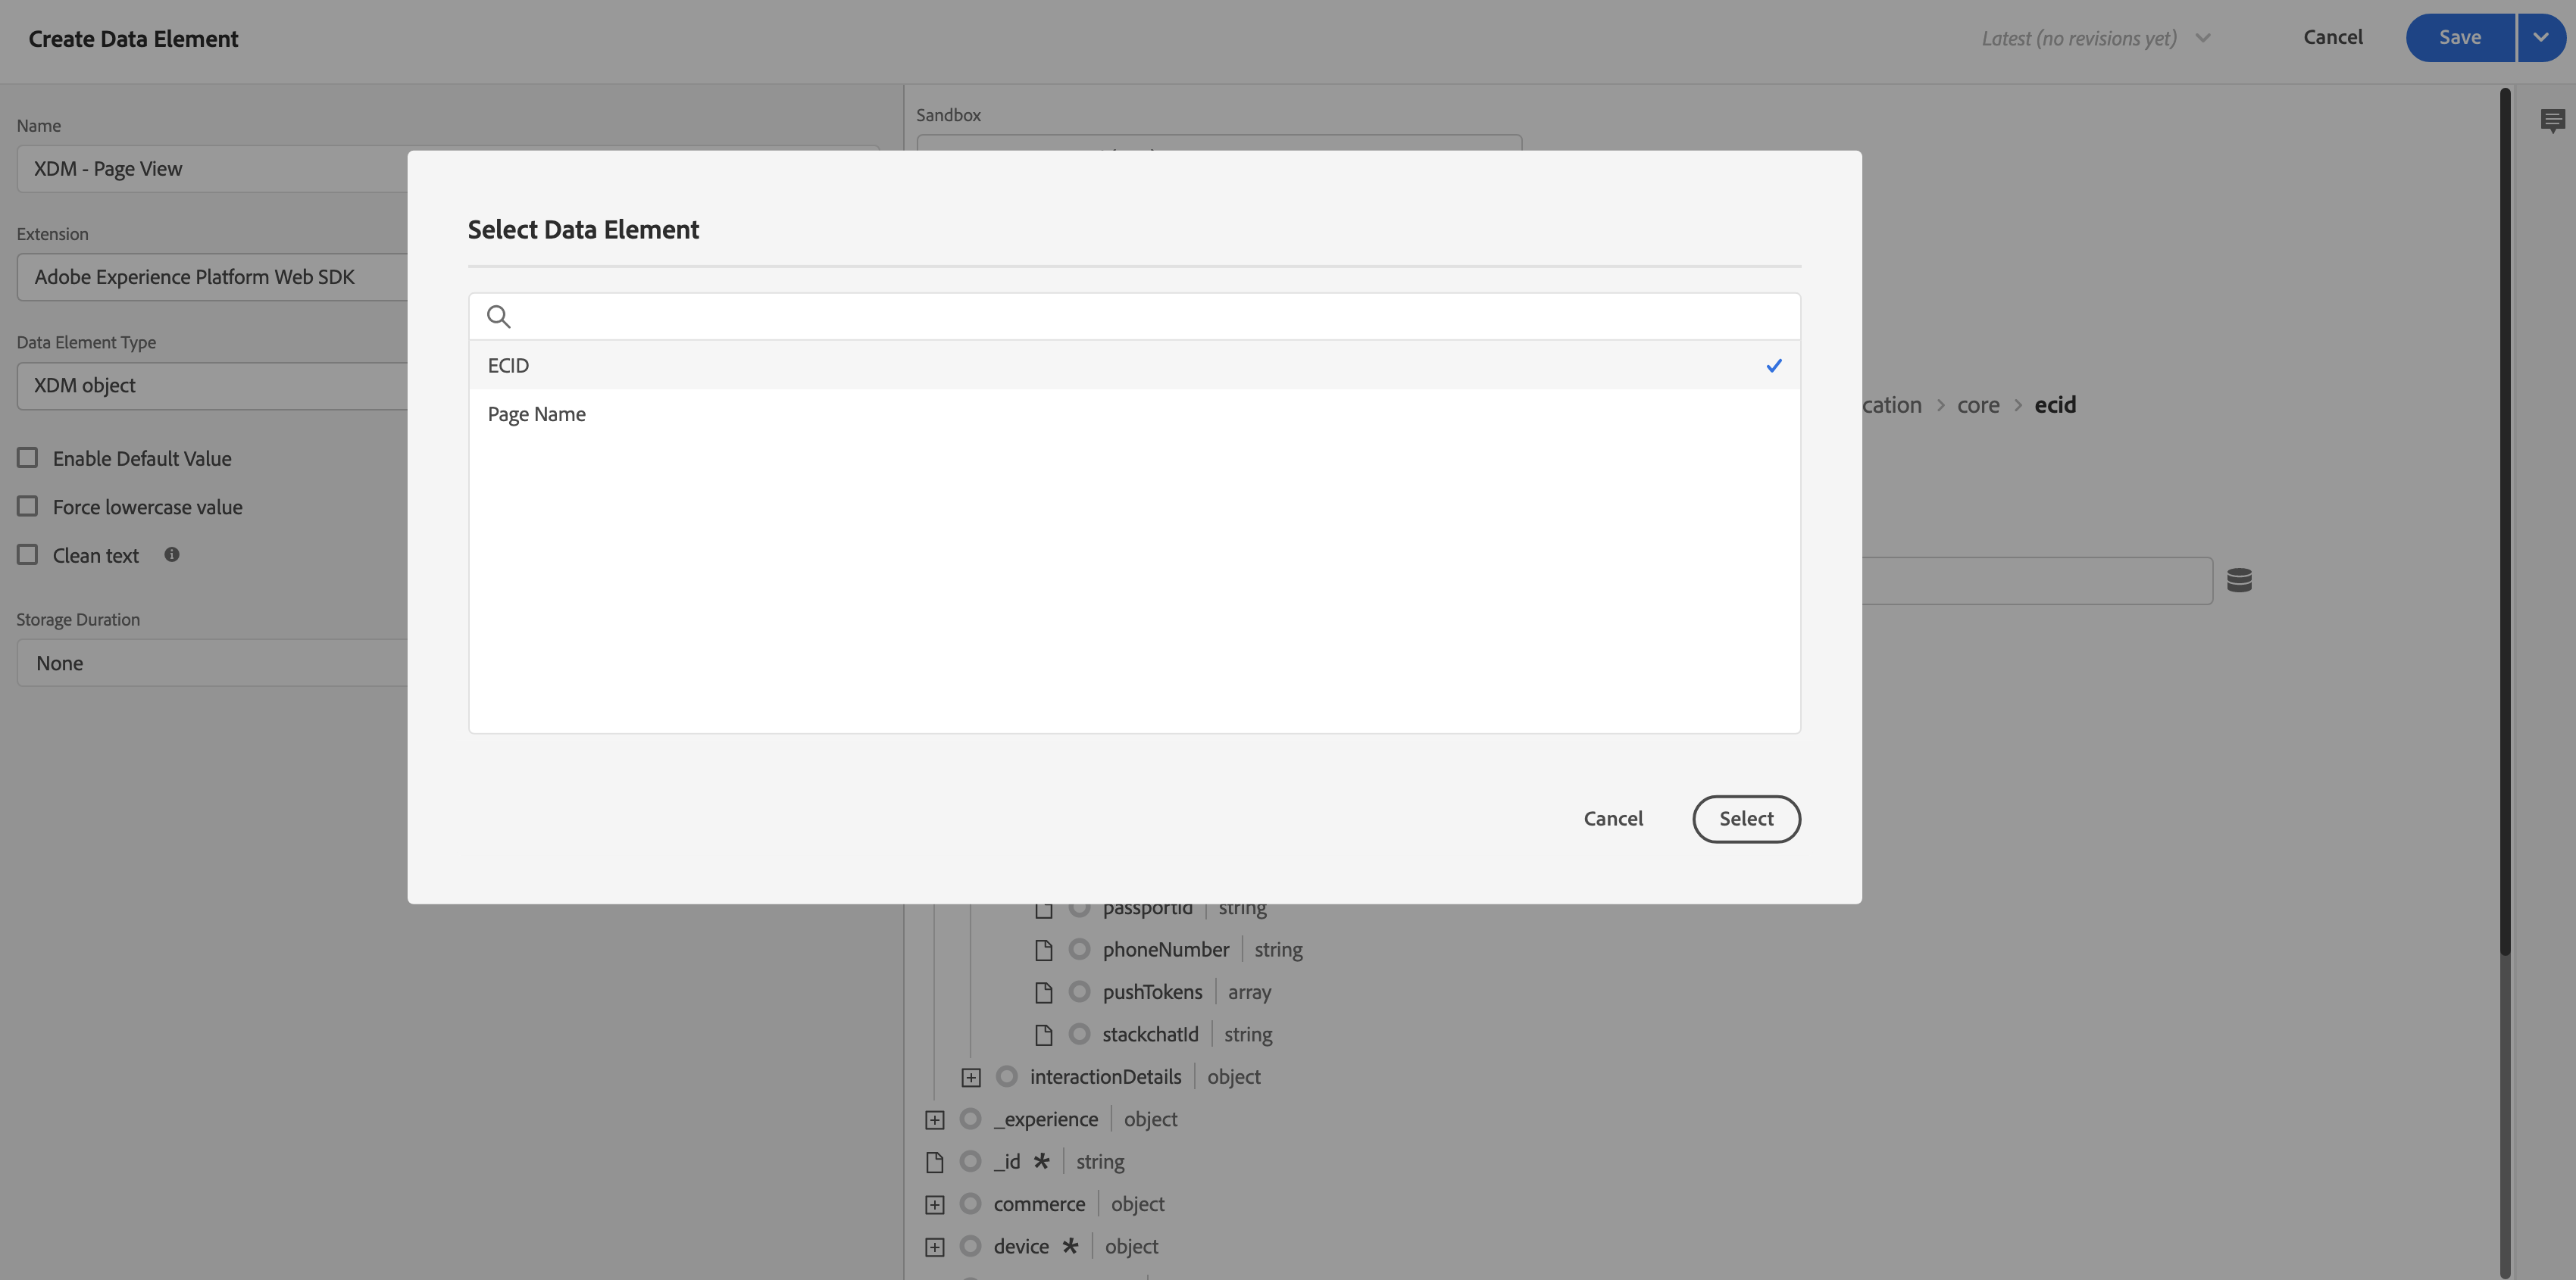 Create Data Element
Latest (no revisions yet)
Cancel
Save
Name
XDM - Page View
Extension
Adobe Experience Platform Web SDK
Data Element Type
XDM object
Enable Default Value
Force lowercase value
Clean text
Storage Duration
None
Sandbox
Select Data Element
ECID
Page Name
Cancel
Select
cation > core > ecid
passportId | string
phoneNumber | string
pushTokens | array
stackchatId | string
interactionDetails | object
_experience | object
_id * | string
commerce | object
device * | object